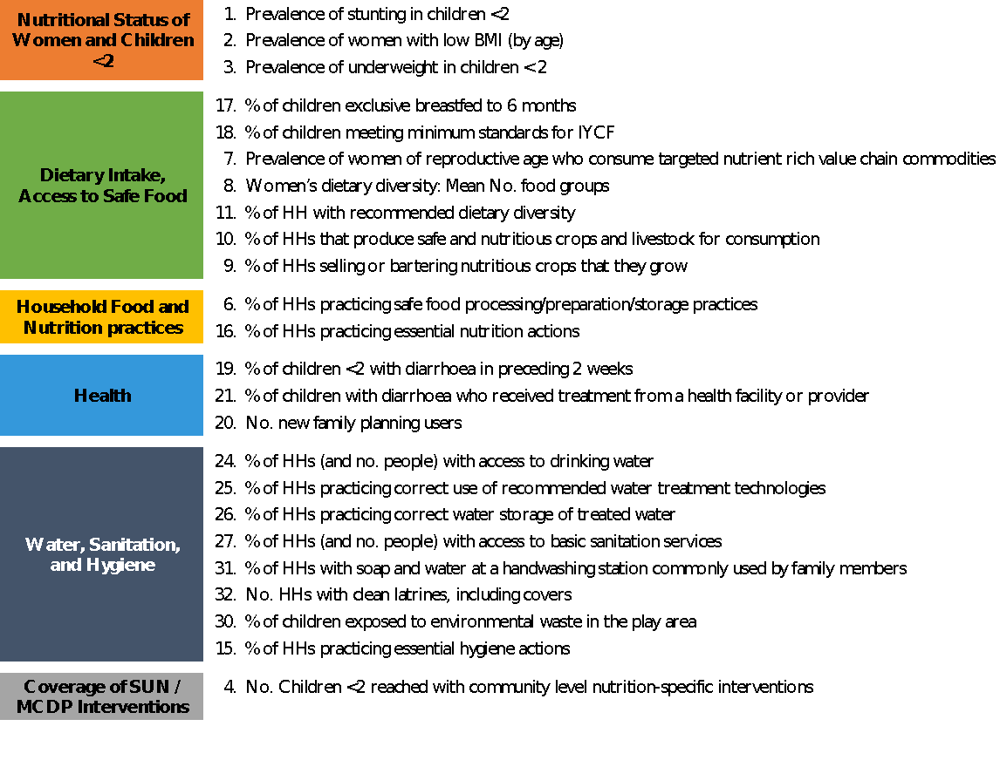 Nutritional Status of
Women and Children
<2
1. Prevalence of stunting in children <2
2. Prevalence of women with low BMI (by age)
3. Prevalence of underweight in children < 2
Dietary Intake,
Access to Safe Food
17. % of children exclusive breastfed to 6 months
18. % of children meeting minimum standards for IYCF
7. Prevalence of women of reproductive age who consume targeted nutrient rich value chain commodities
8. Women’s dietary diversity: Mean No. food groups
11. % of HH with recommended dietary diversity
10. % of HHs that produce safe and nutritious crops and livestock for consumption
9. % of HHs selling or bartering nutritious crops that they grow
Household Food and
Nutrition practices
6. % of HHs practicing safe food processing/preparation/storage practices
16. % of HHs practicing essential nutrition actions
Health
19. % of children <2 with diarrhoea in preceding 2 weeks
21. % of children with diarrhoea who received treatment from a health facility or provider
20. No. new family planning users
Water, Sanitation,
and Hygiene
24. % of HHs (and no. people) with access to drinking water
25. % of HHs practicing correct use of recommended water treatment technologies
26. % of HHs practicing correct water storage of treated water
27. % of HHs (and no. people) with access to basic sanitation services
31. % of HHs with soap and water at a handwashing station commonly used by family members
32. No. HHs with clean latrines, including covers
30. % of children exposed to environmental waste in the play area
15. % of HHs practicing essential hygiene actions
Coverage of SUN /
MCDP Interventions
4. No. Children <2 reached with community level nutrition-specific interventions